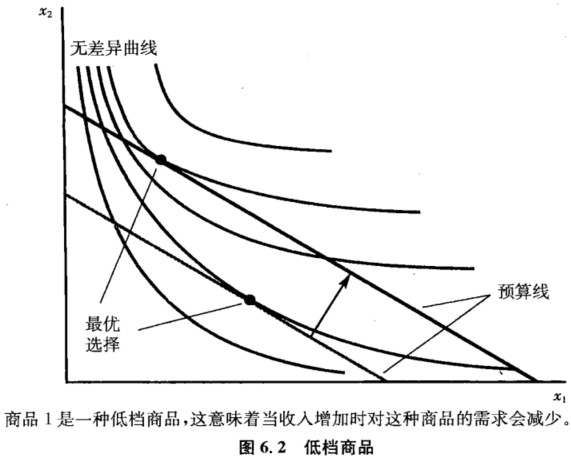 x₂
无差异曲线
预算线
最优
选择
x₁
商品 1 是一种低档商品,这意味着当收入增加时对这种商品的需求会减少。
图 6.2 低档商品